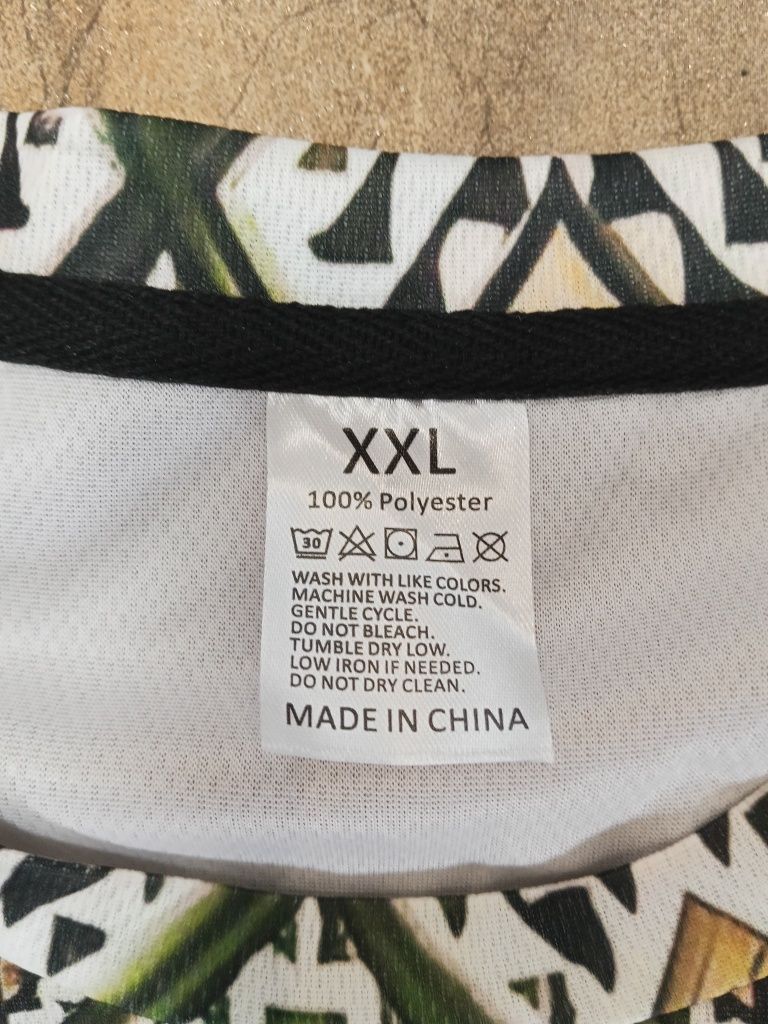 XXL
100% Polyester
30
WASH WITH LIKE COLORS.
MACHINE WASH COLD.
GENTLE CYCLE.
DO NOT BLEACH.
TUMBLE DRY LOW.
LOW IRON IF NEEDED.
DO NOT DRY CLEAN.
MADE IN CHINA